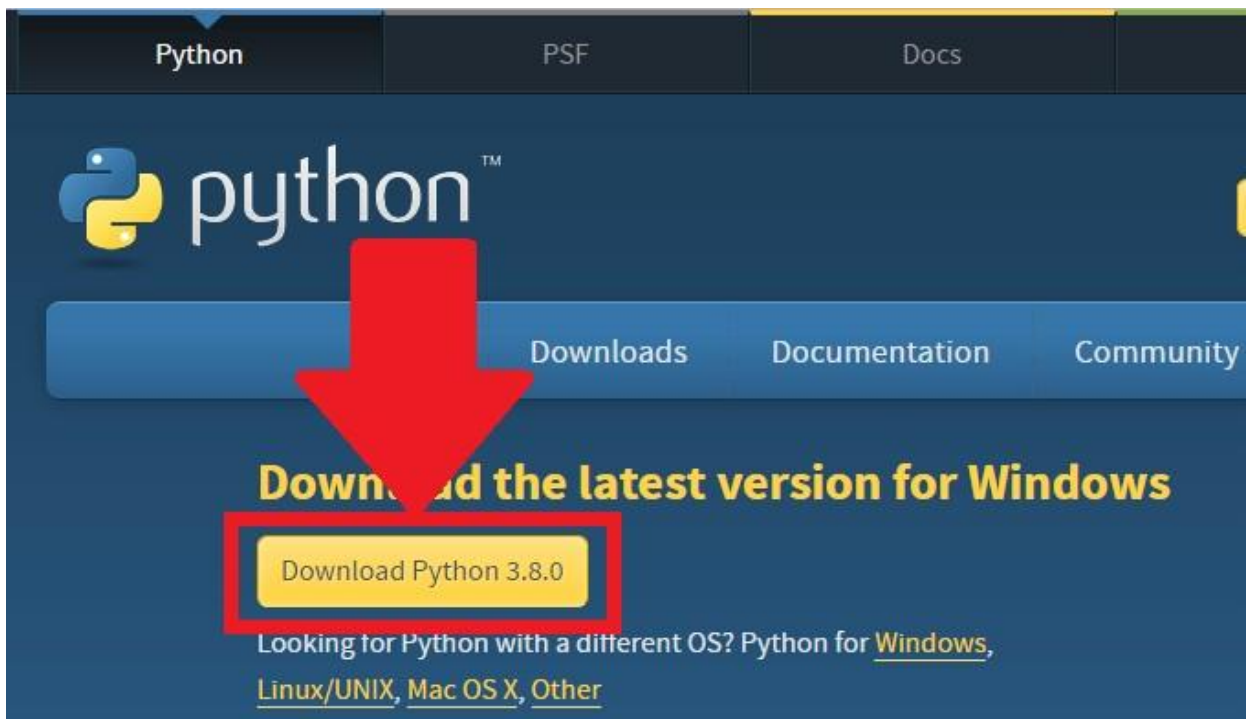 Python PSF Docs
python™
Downloads Documentation Community
Download the latest version for Windows
Download Python 3.8.0
Looking for Python with a different OS? Python for Windows,
Linux/UNIX, Mac OS X, Other